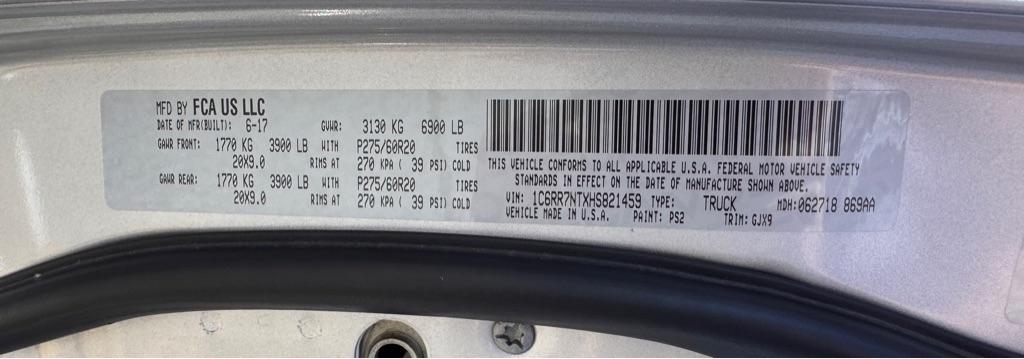 MFD BY FCA US LLC
DATE OF MFR(BUILT): 6-17 GVWR: 3130 KG 6900 LB
GAWR FRONT: 1770 KG 3900 LB WITH P275/60R20 TIRES
20X9.0 RIMS AT 270 KPA ( 39 PSI) COLD
GAWR REAR: 1770 KG 3900 LB WITH P275/60R20 TIRES
20X9.0 RIMS AT 270 KPA ( 39 PSI) COLD
THIS VEHICLE CONFORMS TO ALL APPLICABLE U.S.A. FEDERAL MOTOR VEHICLE SAFETY
STANDARDS IN EFFECT ON THE DATE OF MANUFACTURE SHOWN ABOVE.
VIN: 1C6RR7NTXHS821459 TYPE: TRUCK MDH: 062718 869AA
VEHICLE MADE IN U.S.A. PAINT: PS2 TRIM: GJX9